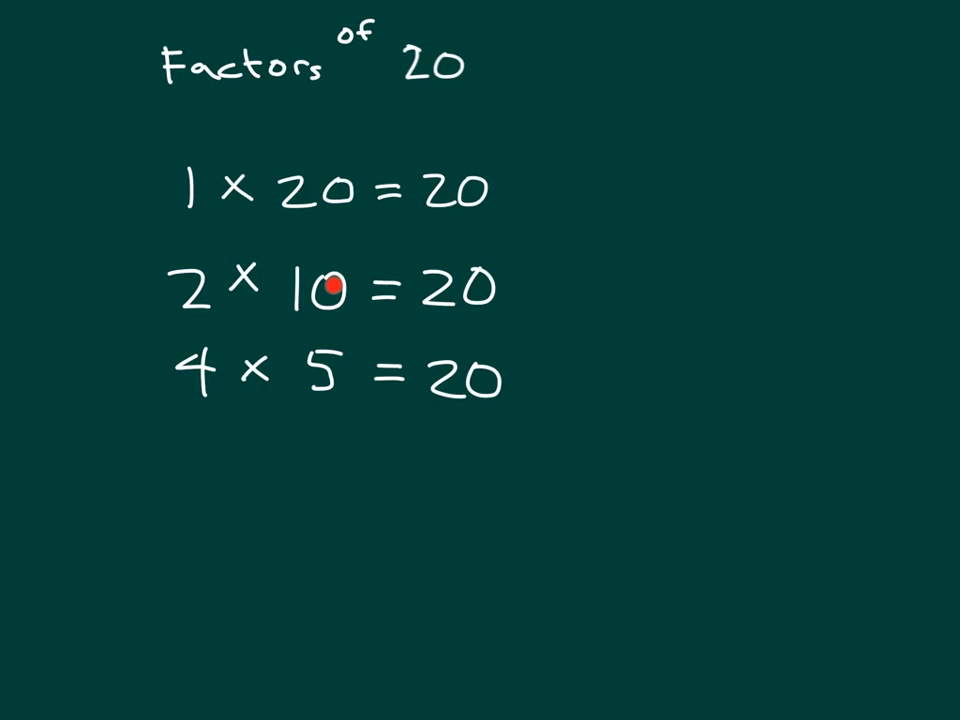 Factors of 20
1 × 20 = 20
2 × 10 = 20
4 × 5 = 20